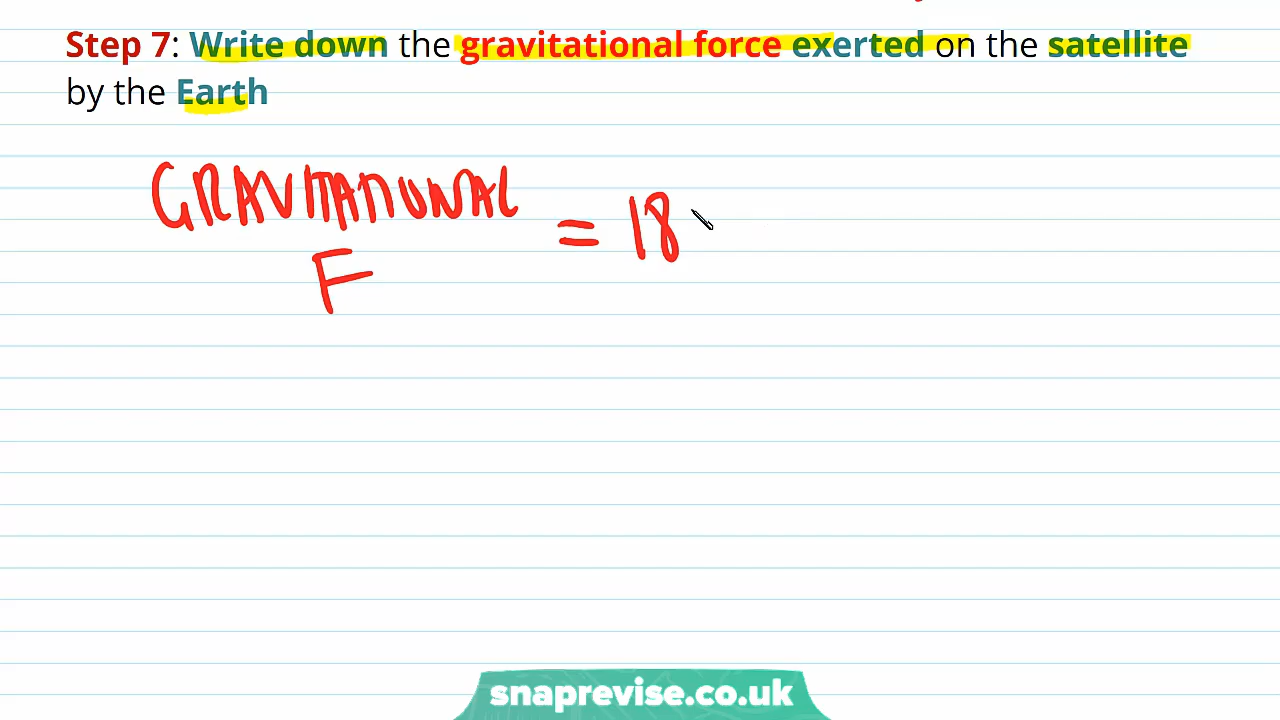 Step 7: Write down the gravitational force exerted on the satellite
by the Earth
GRAVITATIONAL
F
= 18
snaprevise.co.uk